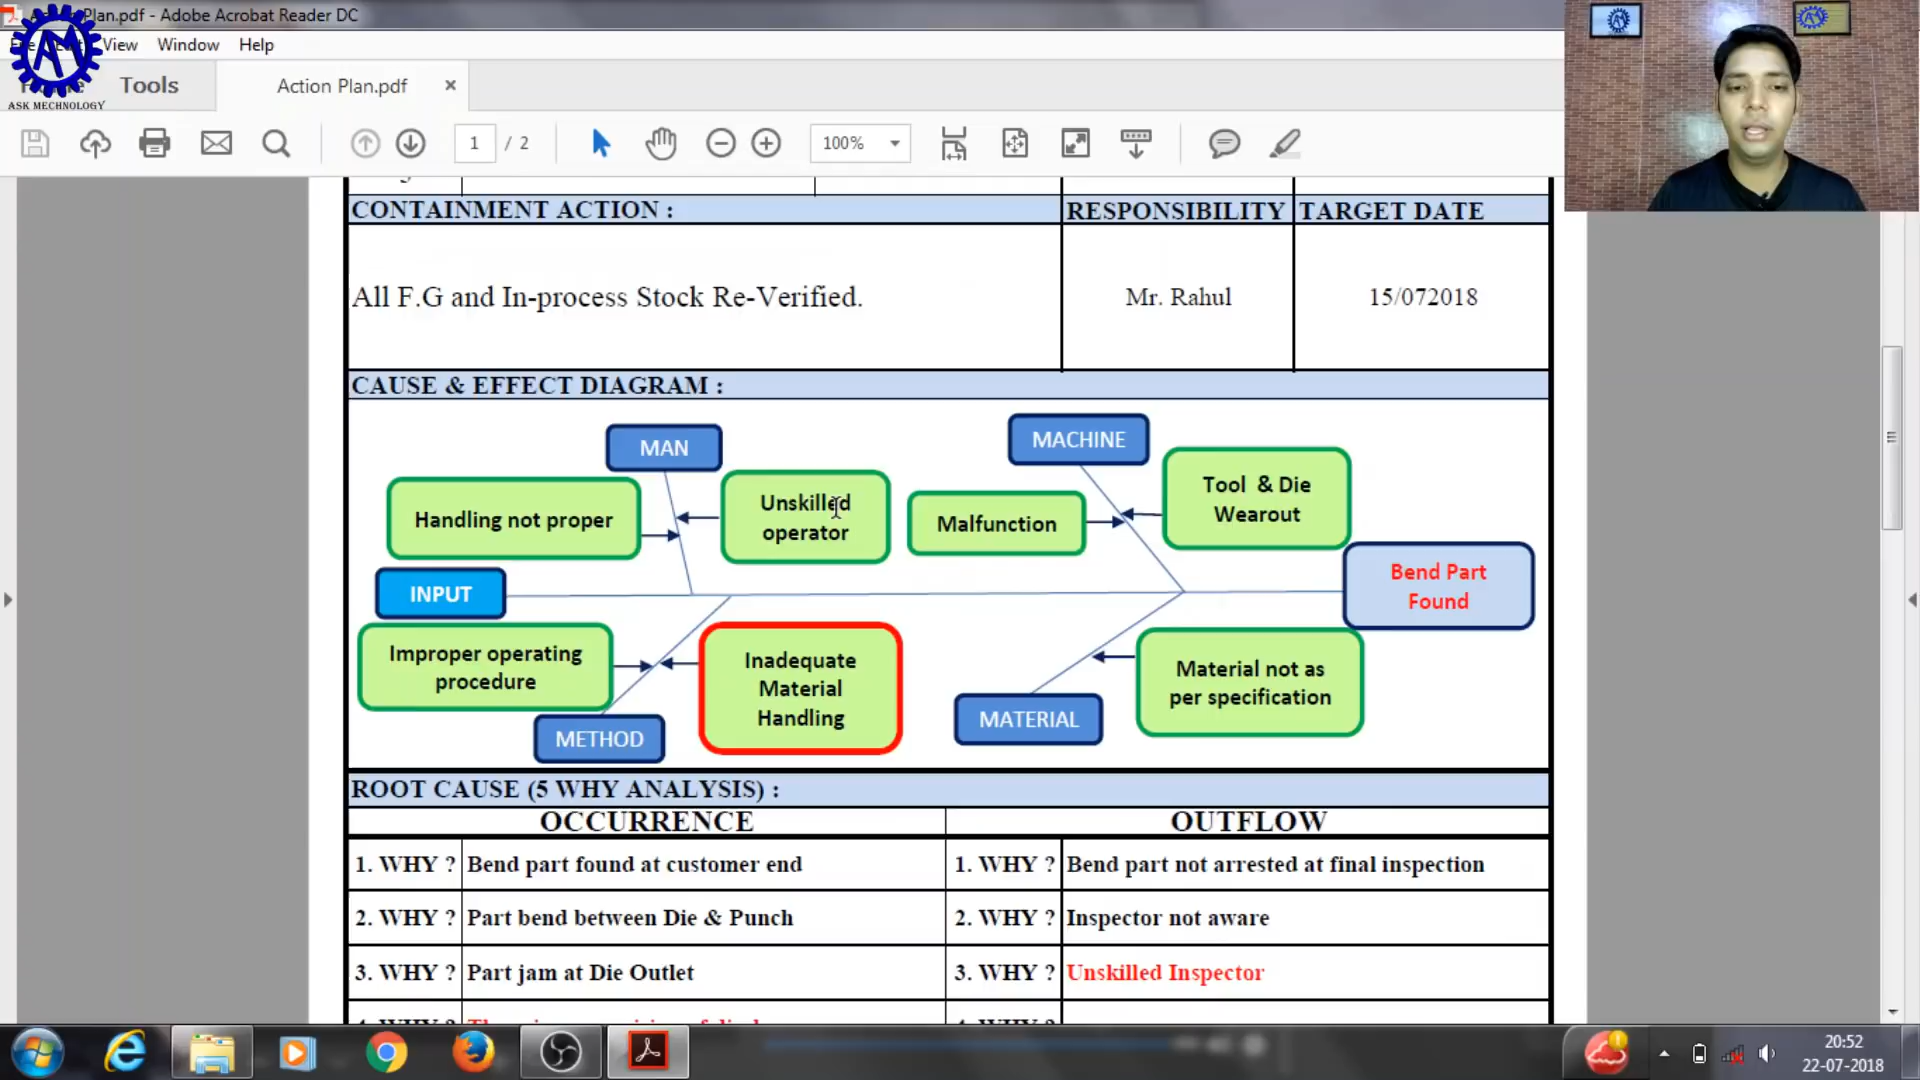 Plan.pdf - Adobe Acrobat Reader DC
View Window Help
ASK MECHNOLOGY
Tools
Action Plan.pdf
1 / 2
100%
CONTAINMENT ACTION :
RESPONSIBILITY
TARGET DATE
All F.G and In-process Stock Re-Verified.
Mr. Rahul
15/072018
CAUSE & EFFECT DIAGRAM :
MAN
MACHINE
Handling not proper
Unskilled
operator
Malfunction
Tool & Die
Wearout
INPUT
Bend Part
Found
Improper operating
procedure
Inadequate
Material
Handling
Material not as
per specification
METHOD
MATERIAL
ROOT CAUSE (5 WHY ANALYSIS) :
OCCURRENCE
OUTFLOW
1. WHY ? Bend part found at customer end
1. WHY ? Bend part not arrested at final inspection
2. WHY ? Part bend between Die & Punch
2. WHY ? Inspector not aware
3. WHY ? Part jam at Die Outlet
3. WHY ? Unskilled Inspector
20:52
22-07-2018